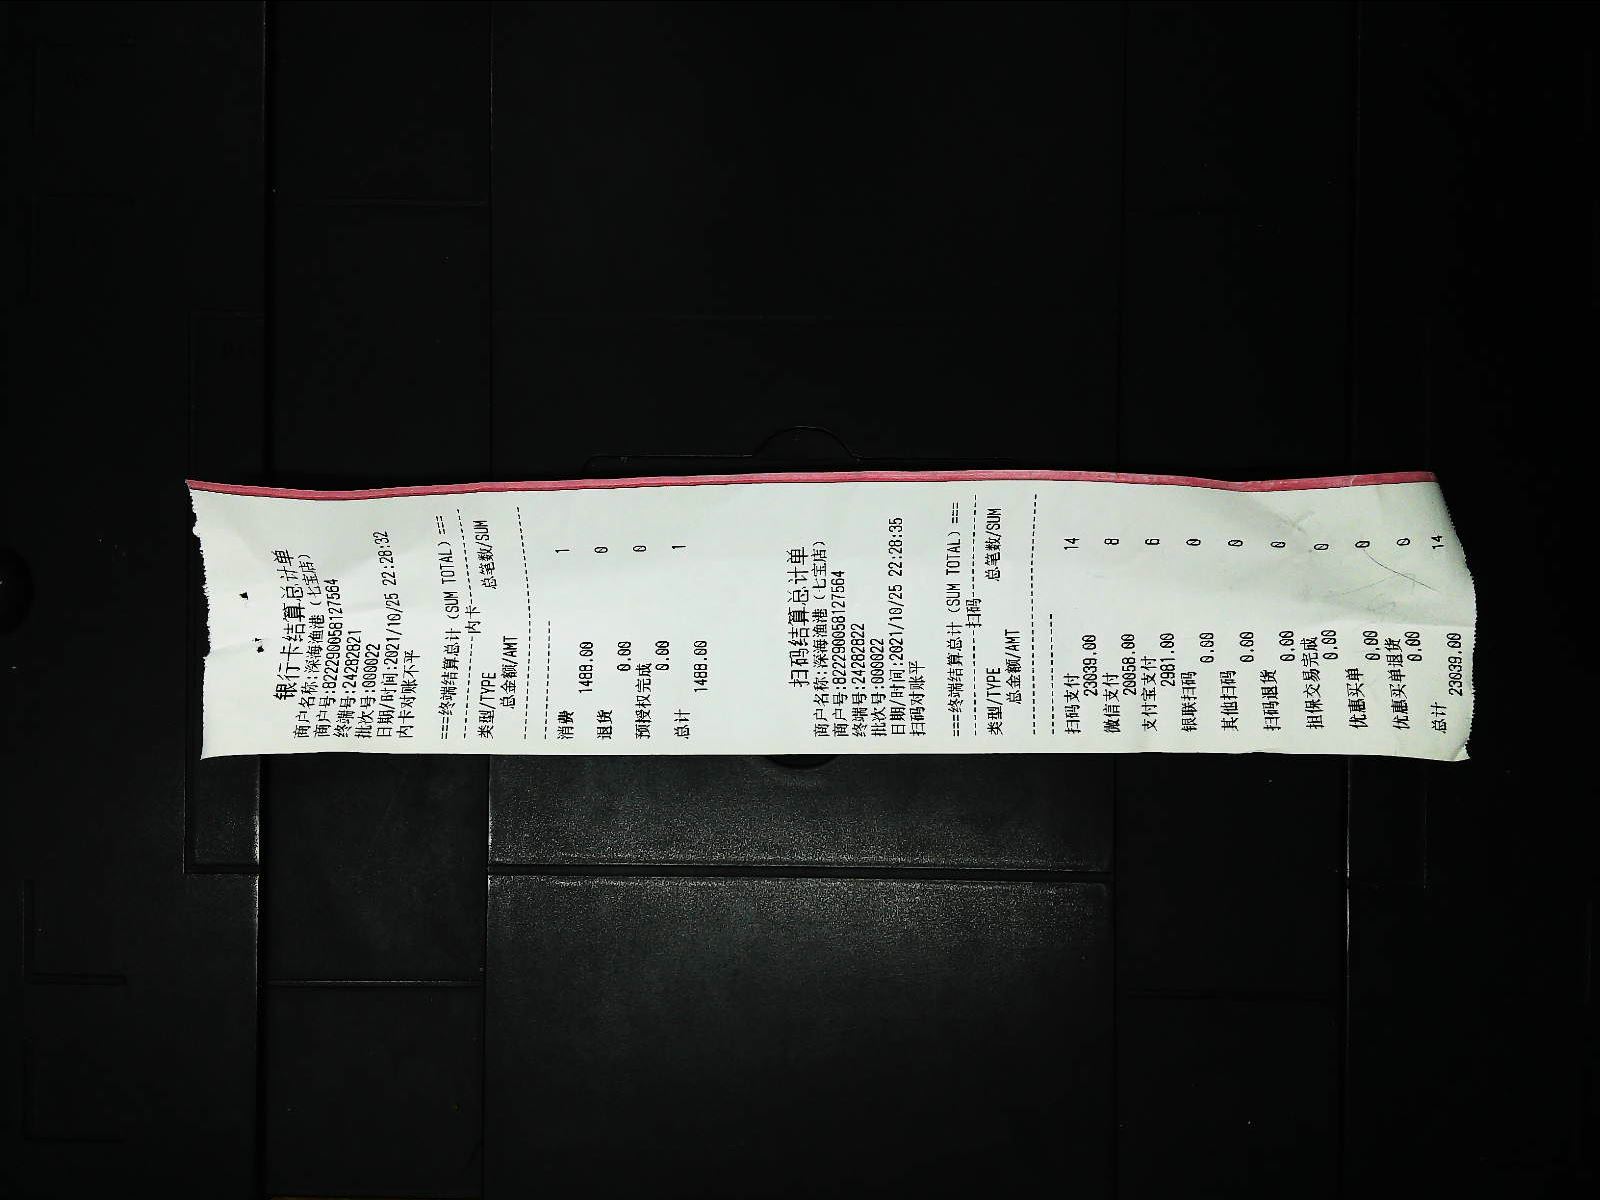 银行卡结算总计单
商户名称:深海渔港（七宝店）
商户号:822290058127564
终端号:24282821
批次号:000022
日期/时间:2021/10/25 22:28:32
内卡对账不平
===终端结算总计（SUM TOTAL）===
----------------内卡----------------
类型/TYPE 总笔数/SUM
总金额/AMT
------------------------------------
消费 1
1488.00
退货 0
0.00
预授权完成 0
0.00
总计 1
1488.00
扫码结算总计单
商户名称:深海渔港（七宝店）
商户号:822290058127564
终端号:24282822
批次号:000022
日期/时间:2021/10/25 22:28:35
扫码对账平
===终端结算总计（SUM TOTAL）===
----------------扫码----------------
类型/TYPE 总笔数/SUM
总金额/AMT
------------------------------------
扫码支付 14
23039.00
微信支付 8
20058.00
支付宝支付 6
2981.00
银联扫码 0
0.00
其他扫码 0
0.00
扫码退货 0
0.00
担保交易完成 0
0.00
优惠买单 0
0.00
优惠买单退货 0
0.00
总计 14
23039.00